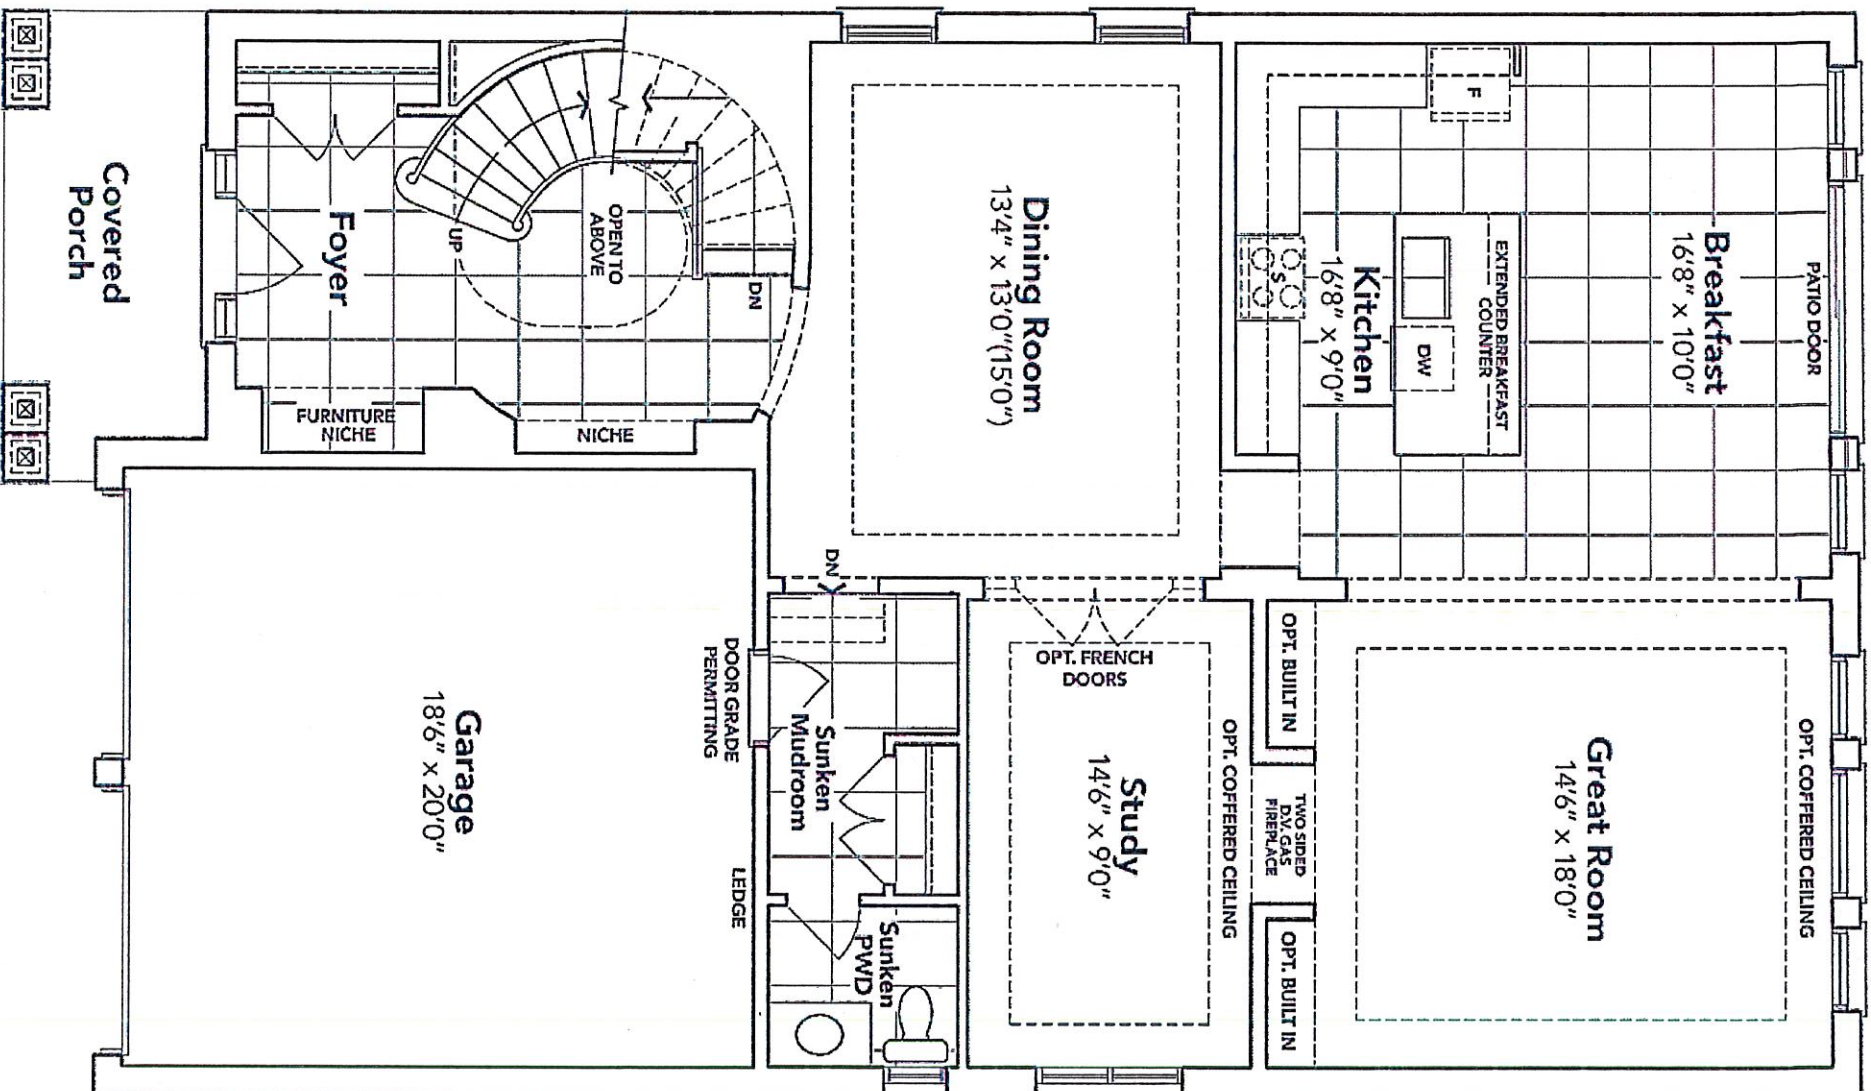 PATIO DOOR
Breakfast
16'8" x 10'0"
EXTENDED BREAKFAST
COUNTER
F
DW
Kitchen
16'8" x 9'0"
S
OPT. COFFERED CEILING
Great Room
14'6" x 18'0"
OPT. BUILT IN
TWO SIDED
D.V. GAS
FIREPLACE
OPT. BUILT IN
OPT. COFFERED CEILING
Study
14'6" x 9'0"
OPT. FRENCH
DOORS
Dining Room
13'4" x 13'0"(15'0")
DN
Sunken
PWD
Sunken
Mudroom
DN
DOOR GRADE
PERMITTING
LEDGE
OPEN TO
ABOVE
UP
NICHE
FURNITURE
NICHE
Foyer
Garage
18'6" x 20'0"
Covered
Porch